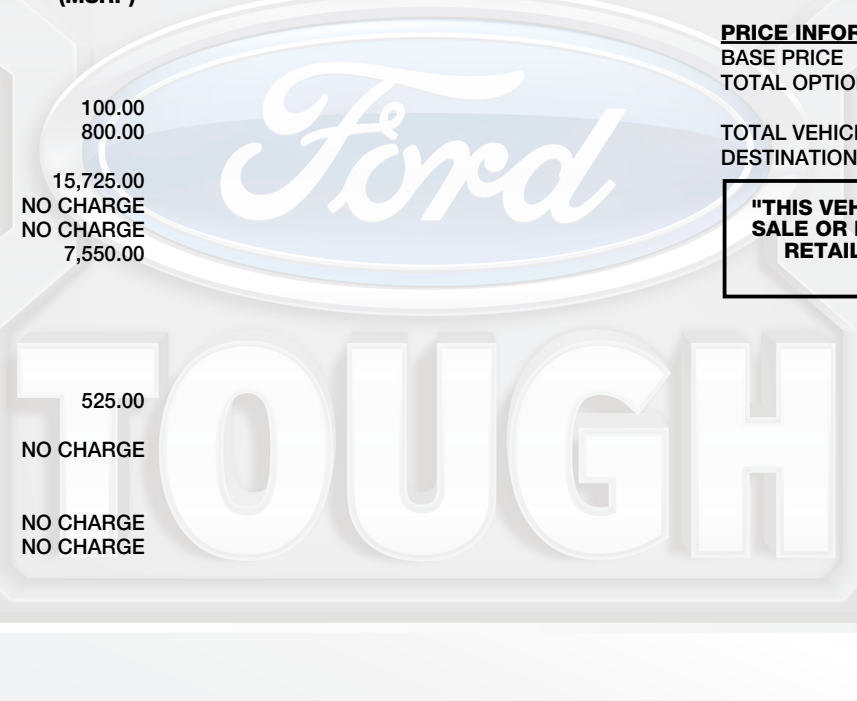 (MSRP)
100.00
800.00
15,725.00
NO CHARGE
NO CHARGE
7,550.00
525.00
NO CHARGE
NO CHARGE
NO CHARGE
PRICE INFOR
BASE PRICE
TOTAL OPTIO
TOTAL VEHICL
DESTINATION
"THIS VEH
SALE OR
RETAIL
Ford
TOUGH